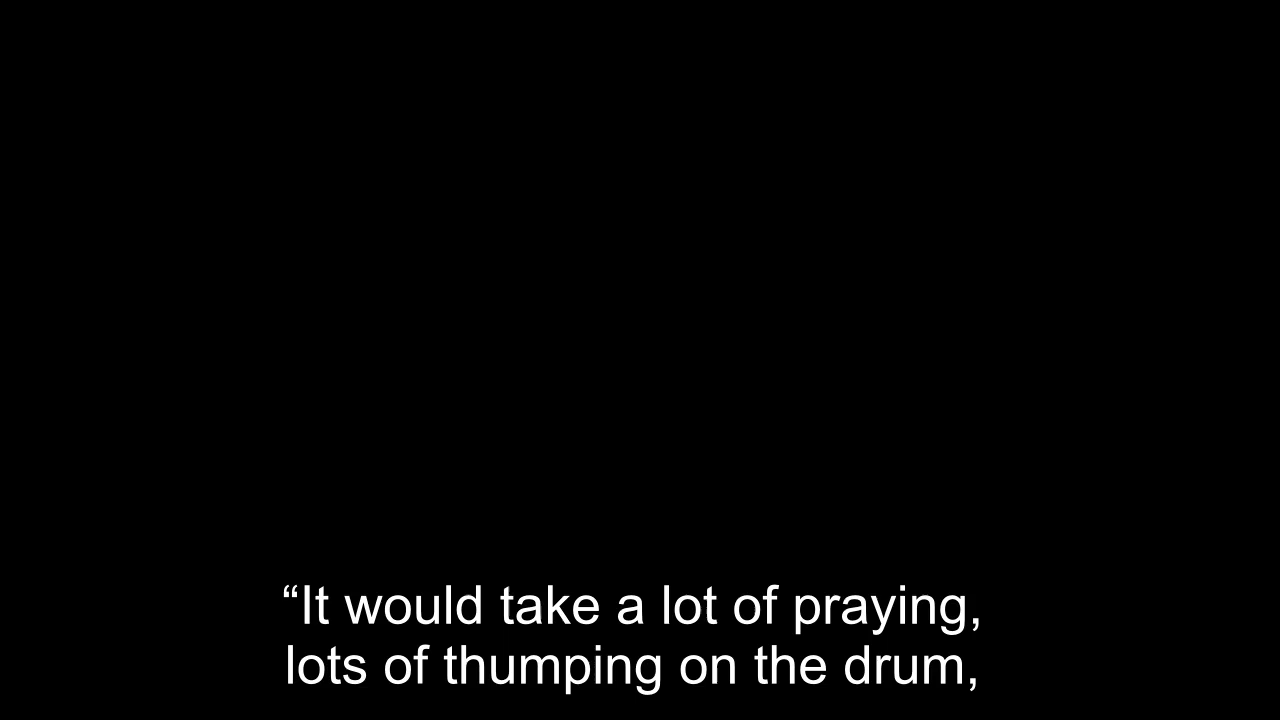 “It would take a lot of praying,
lots of thumping on the drum,